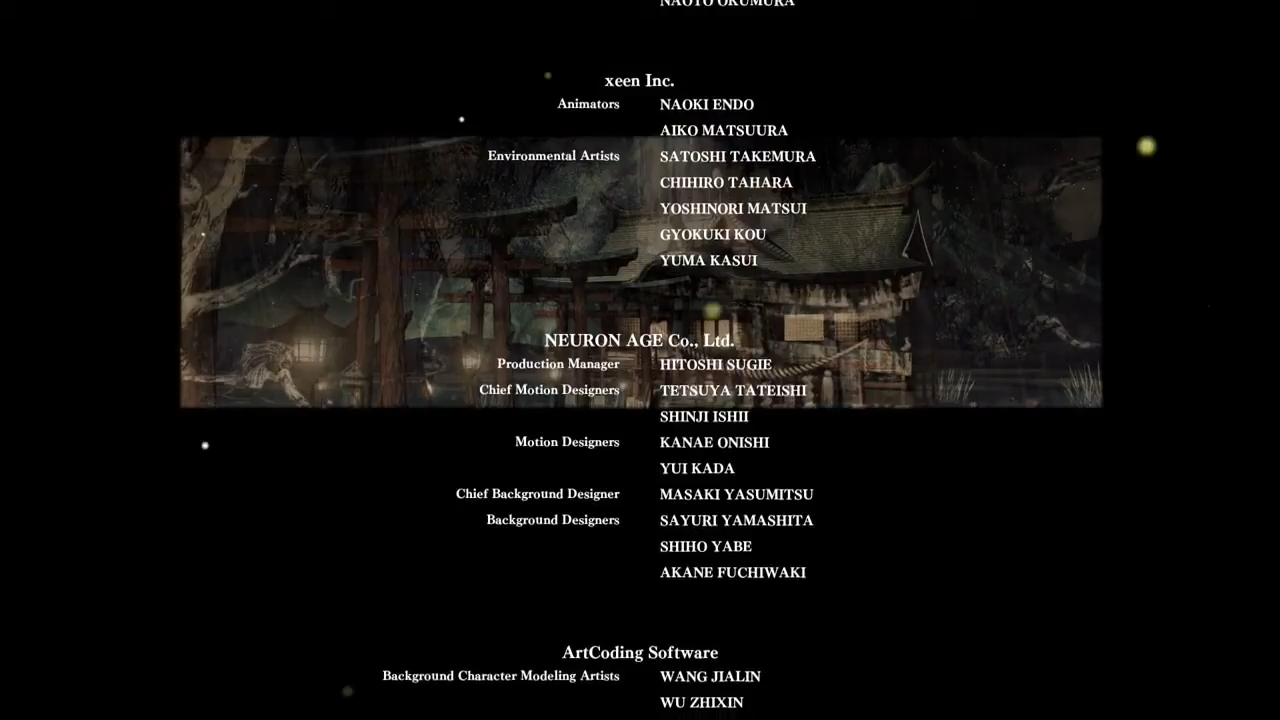 NAOTO OKUMURA
xeen Inc.
Animators NAOKI ENDO
AIKO MATSUURA
Environmental Artists SATOSHI TAKEMURA
CHIHIRO TAHARA
YOSHINORI MATSUI
GYOKUKI KOU
YUMA KASUI
NEURON AGE Co., Ltd.
Production Manager HITOSHI SUGIE
Chief Motion Designers TETSUYA TATEISHI
SHINJI ISHII
Motion Designers KANAE ONISHI
YUI KADA
Chief Background Designer MASAKI YASUMITSU
Background Designers SAYURI YAMASHITA
SHIHO YABE
AKANE FUCHIWAKI
ArtCoding Software
Background Character Modeling Artists WANG JIALIN
WU ZHIXIN